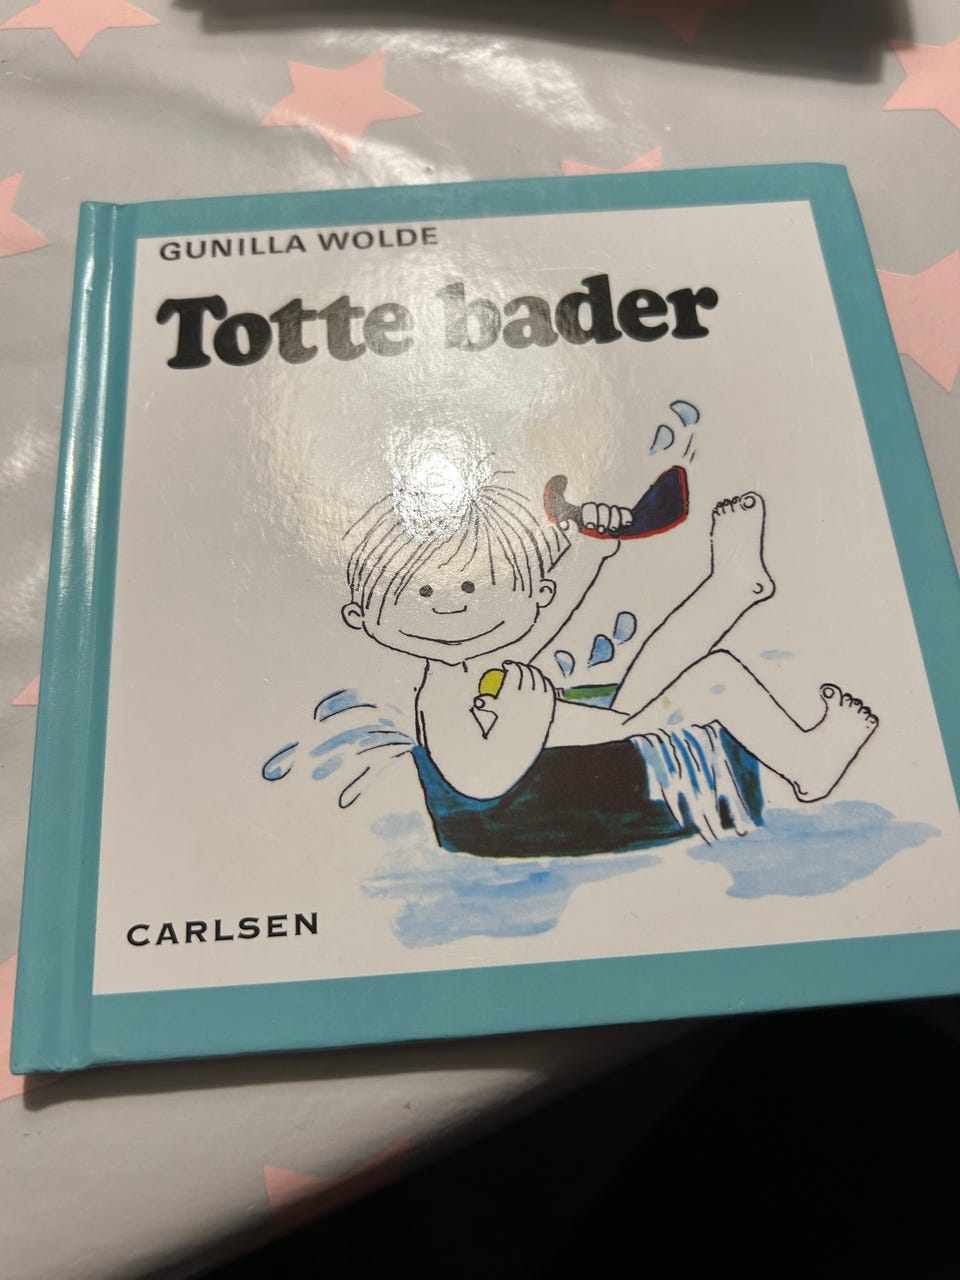 GUNILLA WOLDE
Totte bader
CARLSEN